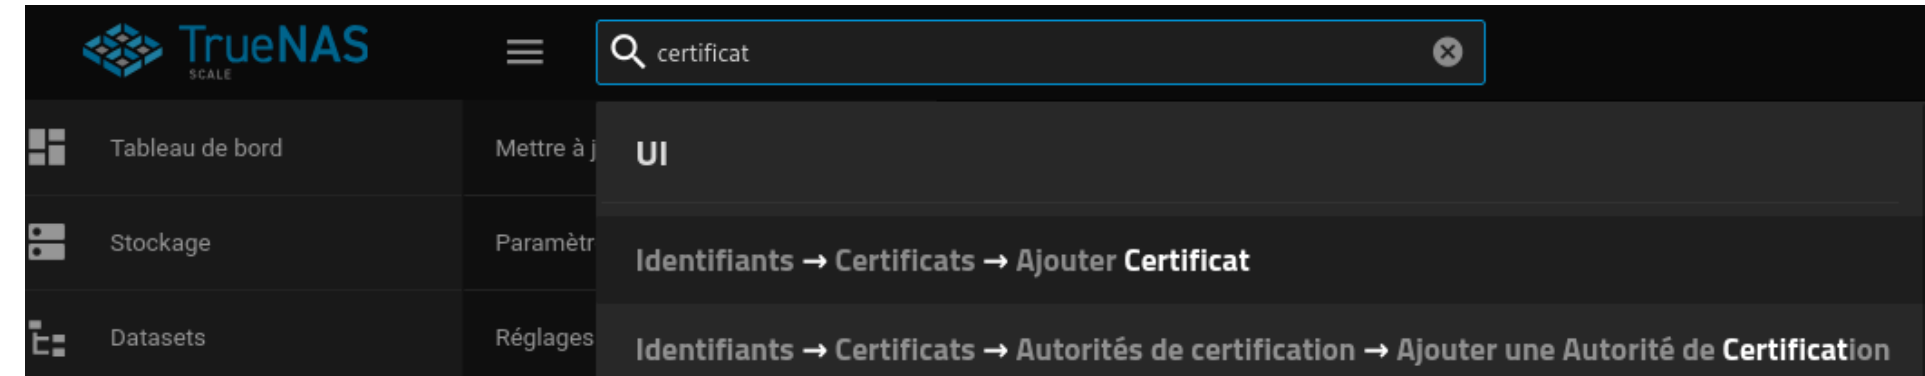 TrueNAS
SCALE
certificat
Tableau de bord
Mettre à j
UI
Stockage
Paramètr
Identifiants → Certificats → Ajouter Certificat
Datasets
Réglages
Identifiants → Certificats → Autorités de certification → Ajouter une Autorité de Certification